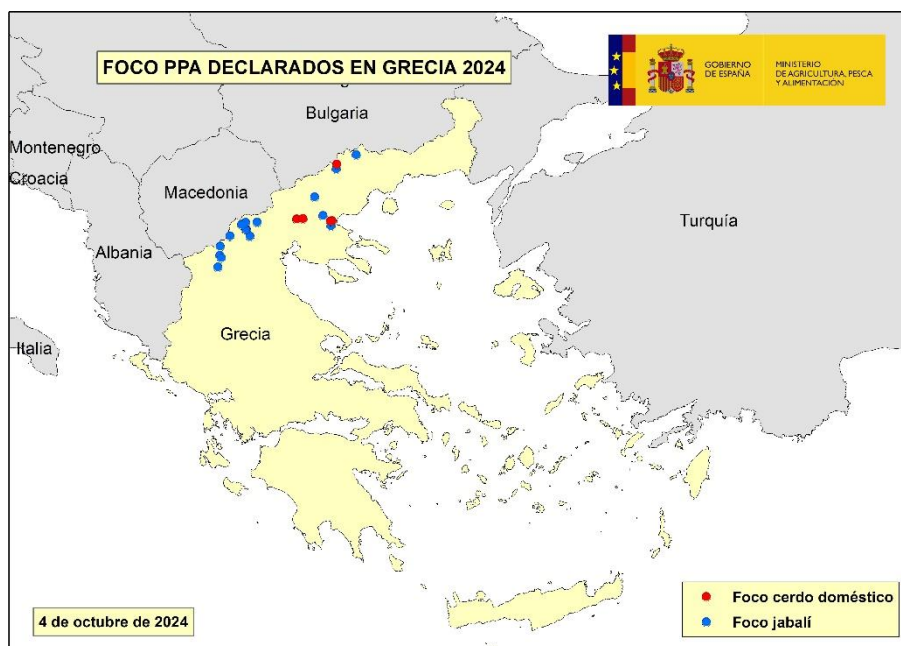 FOCO PPA DECLARADOS EN GRECIA 2024
GOBIERNO
DE ESPAÑA
MINISTERIO
DE AGRICULTURA, PESCA
Y ALIMENTACIÓN
Bulgaria
Montenegro
Croacia
Macedonia
Albania
Turquía
Grecia
Italia
Foco cerdo doméstico
Foco jabalí
4 de octubre de 2024